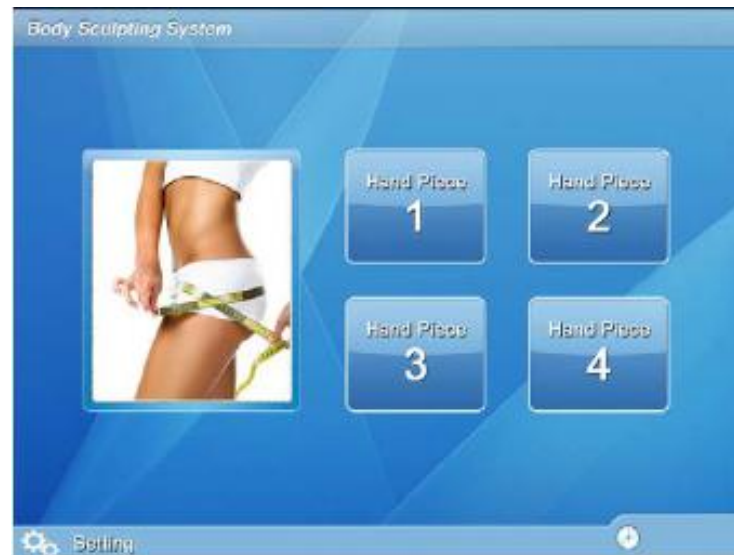 Body Sculpting System
Hand Piece
1
Hand Piece
2
Hand Piece
3
Hand Piece
4
Setting